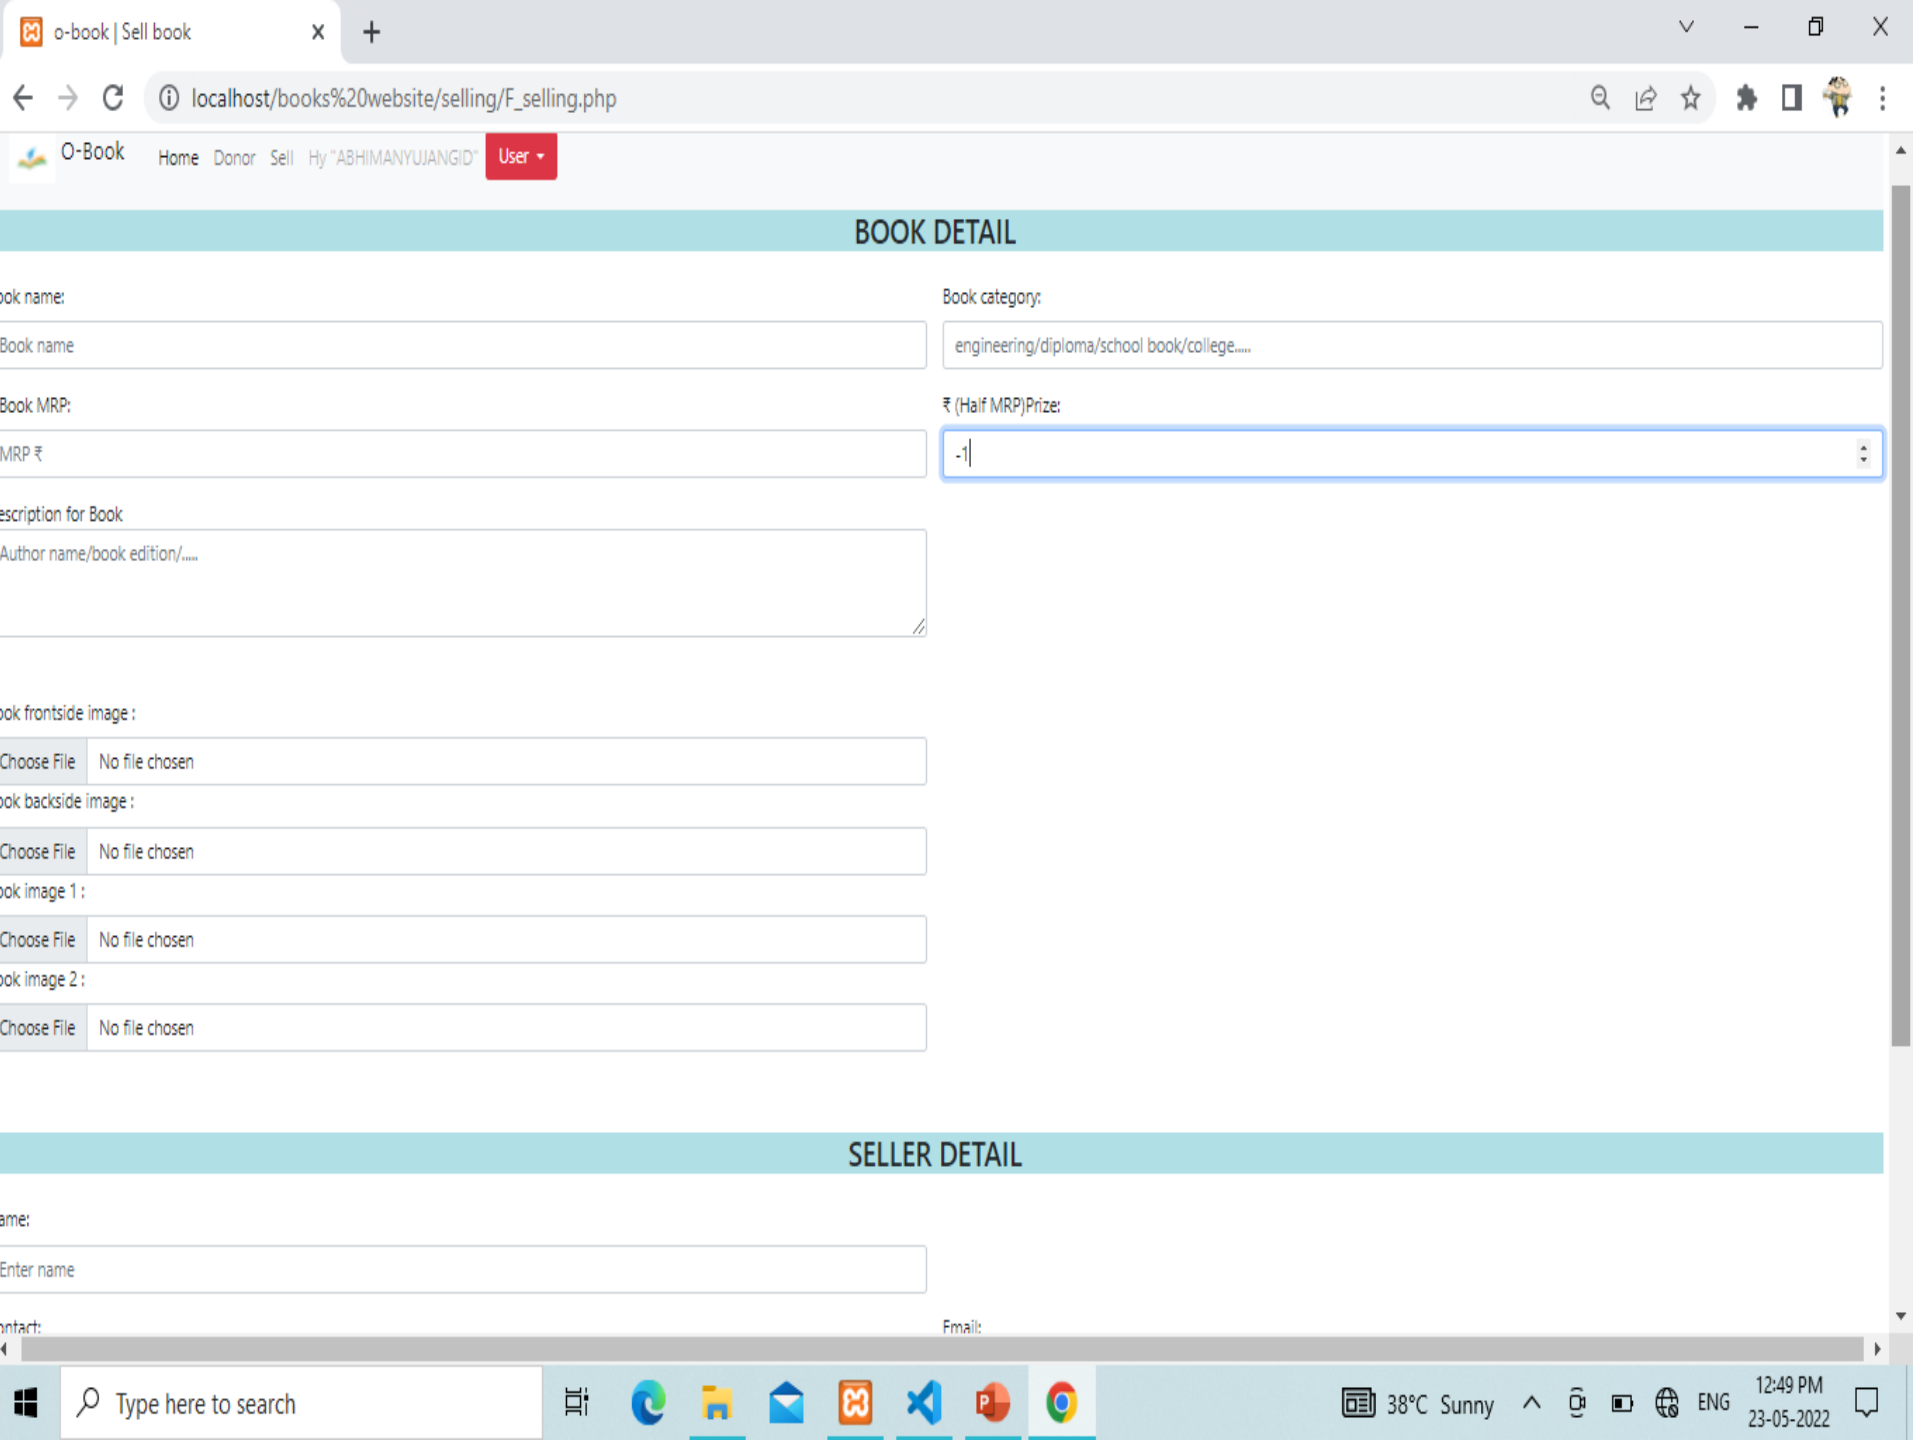 o-book | Sell book
localhost/books%20website/selling/F_selling.php
O-Book Home Donor Sell Hy "ABHIMANYUJANGID" User
BOOK DETAIL
ook name: Book category:
Book name engineering/diploma/school book/college.....
Book MRP: ₹ (Half MRP)Prize:
MRP ₹ -1
escription for Book
Author name/book edition/.....
ook frontside image :
Choose File No file chosen
ook backside image :
Choose File No file chosen
ook image 1 :
Choose File No file chosen
ook image 2 :
Choose File No file chosen
SELLER DETAIL
ame:
Enter name
ontact: Email:
Type here to search 38°C Sunny ENG 12:49 PM
23-05-2022